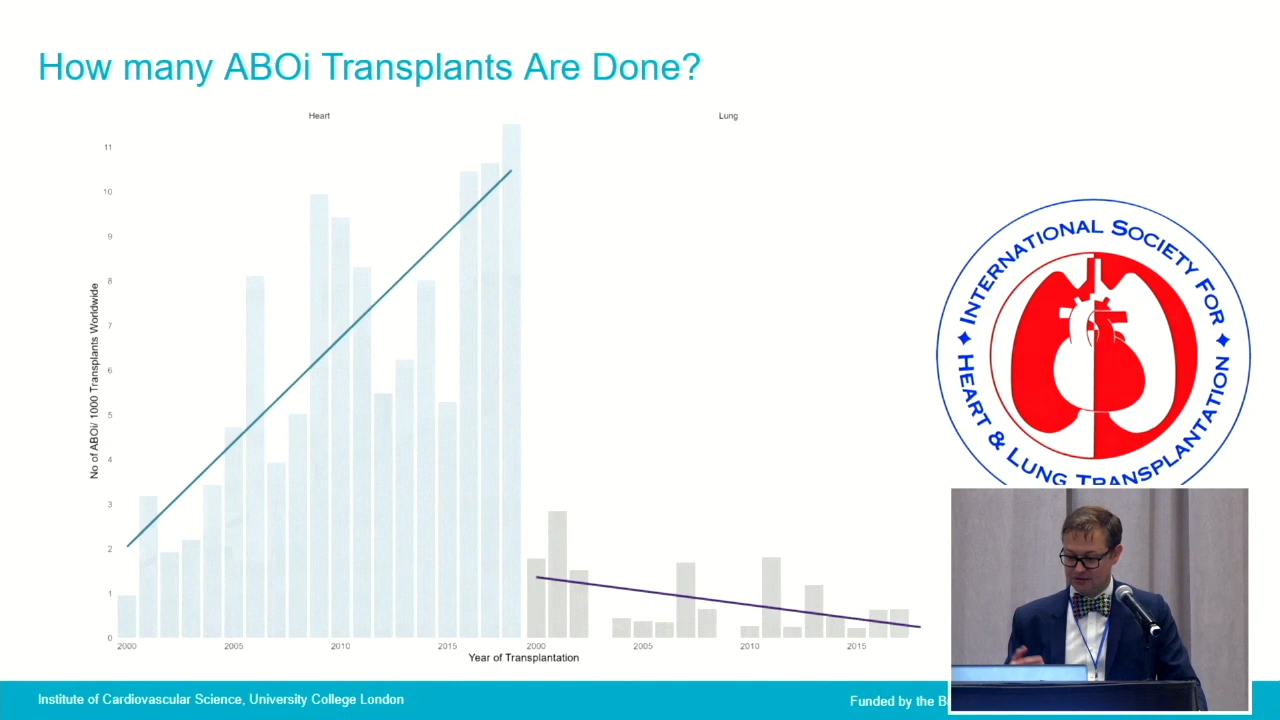 How many ABOi Transplants Are Done?
Heart
Lung
11
10
9
8
7
6
5
4
3
2
1
0
No of ABOi/ 1000 Transplants Worldwide
2000 2005 2010 2015 2000 2005 2010 2015
Year of Transplantation
INTERNATIONAL SOCIETY FOR
HEART & LUNG TRANSPLANTATION
Institute of Cardiovascular Science, University College London
Funded by the